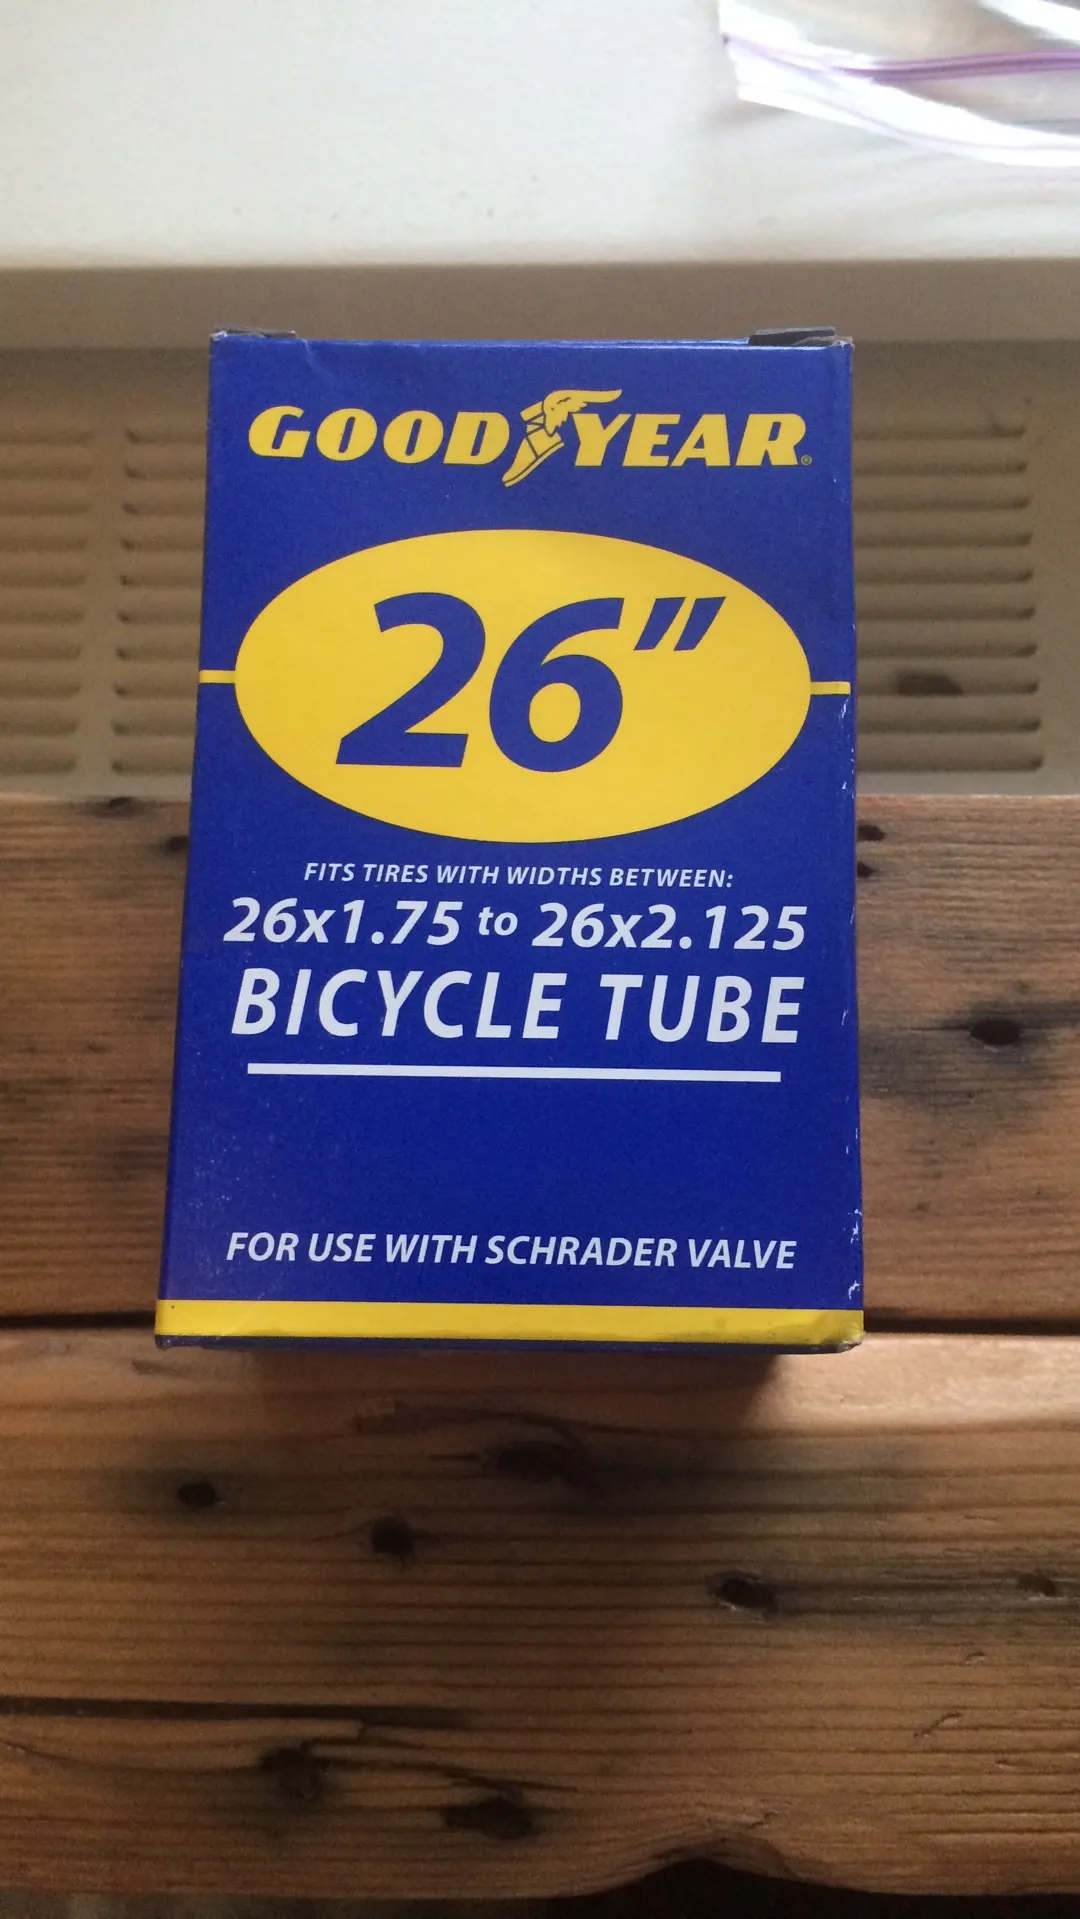 GOODYEAR®
26"
FITS TIRES WITH WIDTHS BETWEEN:
26x1.75 to 26x2.125
BICYCLE TUBE
FOR USE WITH SCHRADER VALVE